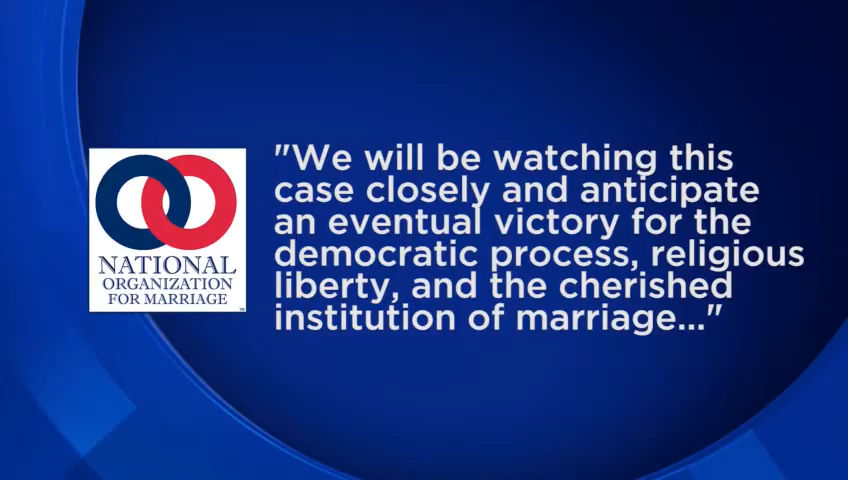 NATIONAL
ORGANIZATION
FOR MARRIAGE
™
"We will be watching this
case closely and anticipate
an eventual victory for the
democratic process, religious
liberty, and the cherished
institution of marriage..."